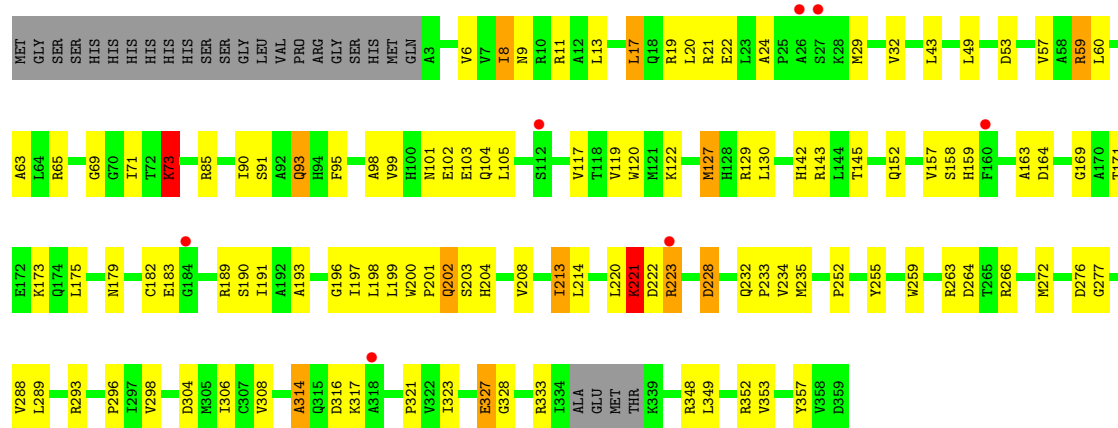 MET GLY SER SER HIS HIS HIS HIS HIS HIS HIS HIS SER SER GLY LEU VAL PRO ARG GLY SER HIS MET GLN A3 V6 V7 I8 N9 R10 R11 A12 L13 L17 Q18 R19 L20 R21 E22 L23 A24 P25 A26 S27 K28 M29 V32 L43 L49 D53 V57 A58 R59 L60
A63 L64 R65 G69 G70 I71 T72 K73 R85 I90 S91 A92 Q93 H94 F95 A98 V99 H100 N101 E102 E103 Q104 L105 S112 V117 T118 V119 W120 M121 K122 M127 H128 R129 L130 H142 R143 L144 T145 Q152 V157 S158 H159 F160 A163 D164 G169 A170 T171
E172 K173 Q174 L175 N179 C182 E183 G184 R189 S190 I191 A192 A193 G196 I197 L198 L199 W200 P201 Q202 S203 H204 V208 I213 L214 L220 K221 D222 R223 D228 Q232 P233 V234 M235 P252 Y255 W259 R263 D264 T265 R266 M272 D276 G277
V288 L289 R293 P296 I297 V298 D304 M305 I306 C307 V308 A314 Q315 D316 K317 A318 P321 V322 I323 E327 G328 R333 I334 ALA GLU MET THR K339 R348 L349 R352 V353 Y357 V358 D359